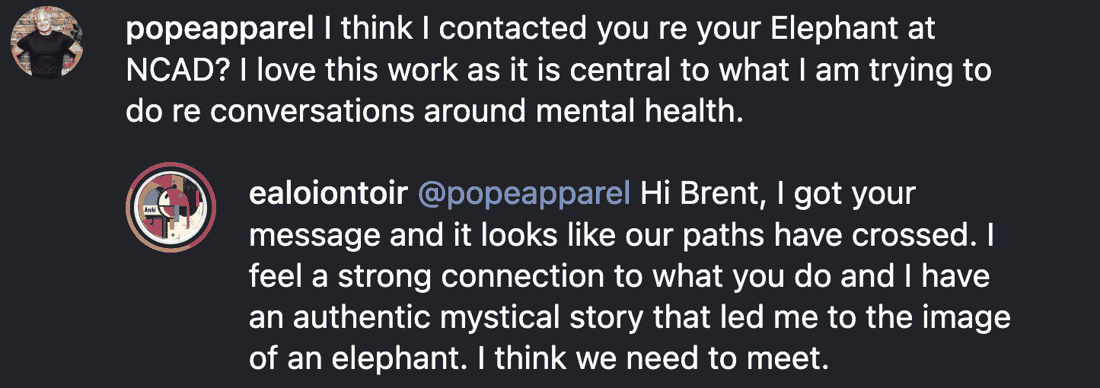 popeapparel I think I contacted you re your Elephant at
NCAD? I love this work as it is central to what I am trying to
do re conversations around mental health.
ealoiontoir @popeapparel Hi Brent, I got your
message and it looks like our paths have crossed. I
feel a strong connection to what you do and I have
an authentic mystical story that led me to the image
of an elephant. I think we need to meet.